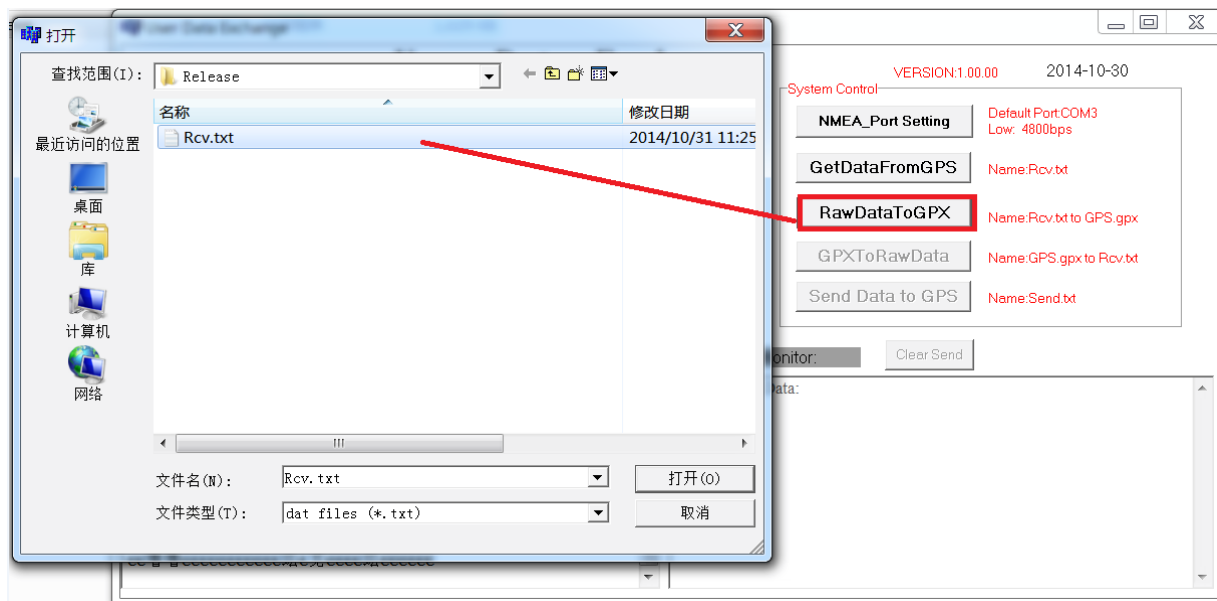 打开
User Data Exchange
查找范围(I):
Release
名称
修改日期
Rcv.txt
2014/10/31 11:25
最近访问的位置
桌面
库
计算机
网络
文件名(N):
Rcv.txt
打开(O)
文件类型(T):
dat files (*.txt)
取消
VERSION:1.00.00
2014-10-30
System Control
NMEA_Port Setting
Default Port:COM3
Low: 4800bps
GetDataFromGPS
Name:Rcv.txt
RawDataToGPX
Name:Rcv.txt to GPS.gpx
GPXToRawData
Name:GPS.gpx to Rcv.txt
Send Data to GPS
Name:Send.txt
onitor:
Clear Send
Data: